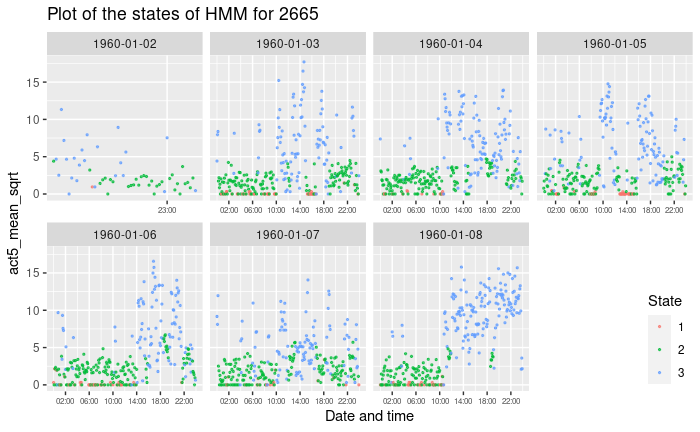 Plot of the states of HMM for 2665
1960-01-02 1960-01-03 1960-01-04 1960-01-05
15
10
5
0
23:00 02:00 06:00 10:00 14:00 18:00 22:00 02:00 06:00 10:00 14:00 18:00 22:00 02:00 06:00 10:00 14:00 18:00 22:00
act5_mean_sqrt
1960-01-06 1960-01-07 1960-01-08
15
10
5
0
State
1
2
3
02:00 06:00 10:00 14:00 18:00 22:00 02:00 06:00 10:00 14:00 18:00 22:00 02:00 06:00 10:00 14:00 18:00 22:00
Date and time